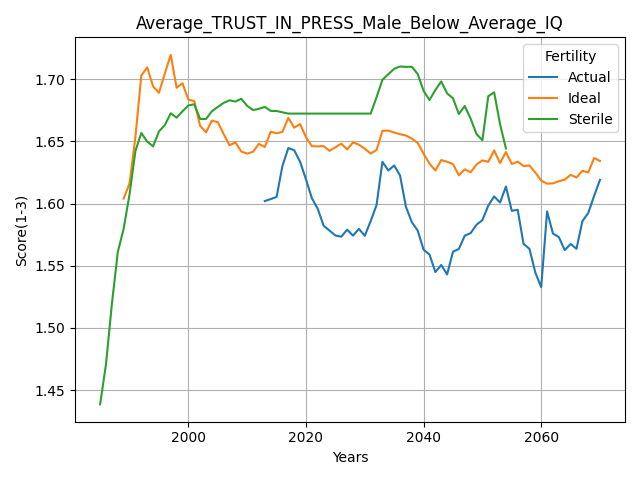 Average_TRUST_IN_PRESS_Male_Below_Average_IQ
Fertility
Actual
Ideal
Sterile
Score(1-3)
1.70
1.65
1.60
1.55
1.50
1.45
2000
2020
2040
2060
Years